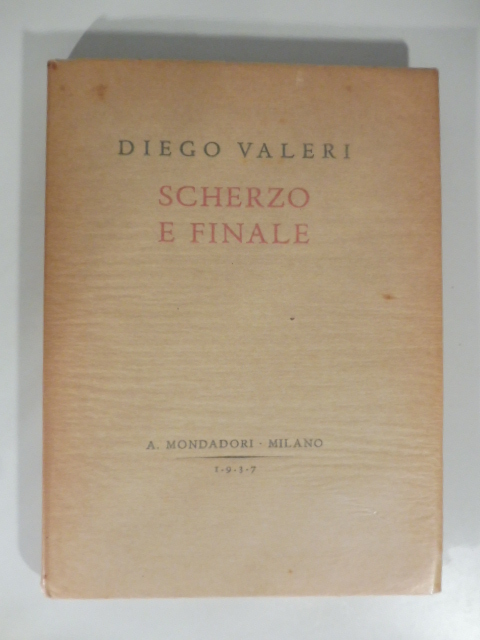 DIEGO VALERI
SCHERZO
E FINALE
A. MONDADORI - MILANO
1-9-3-7